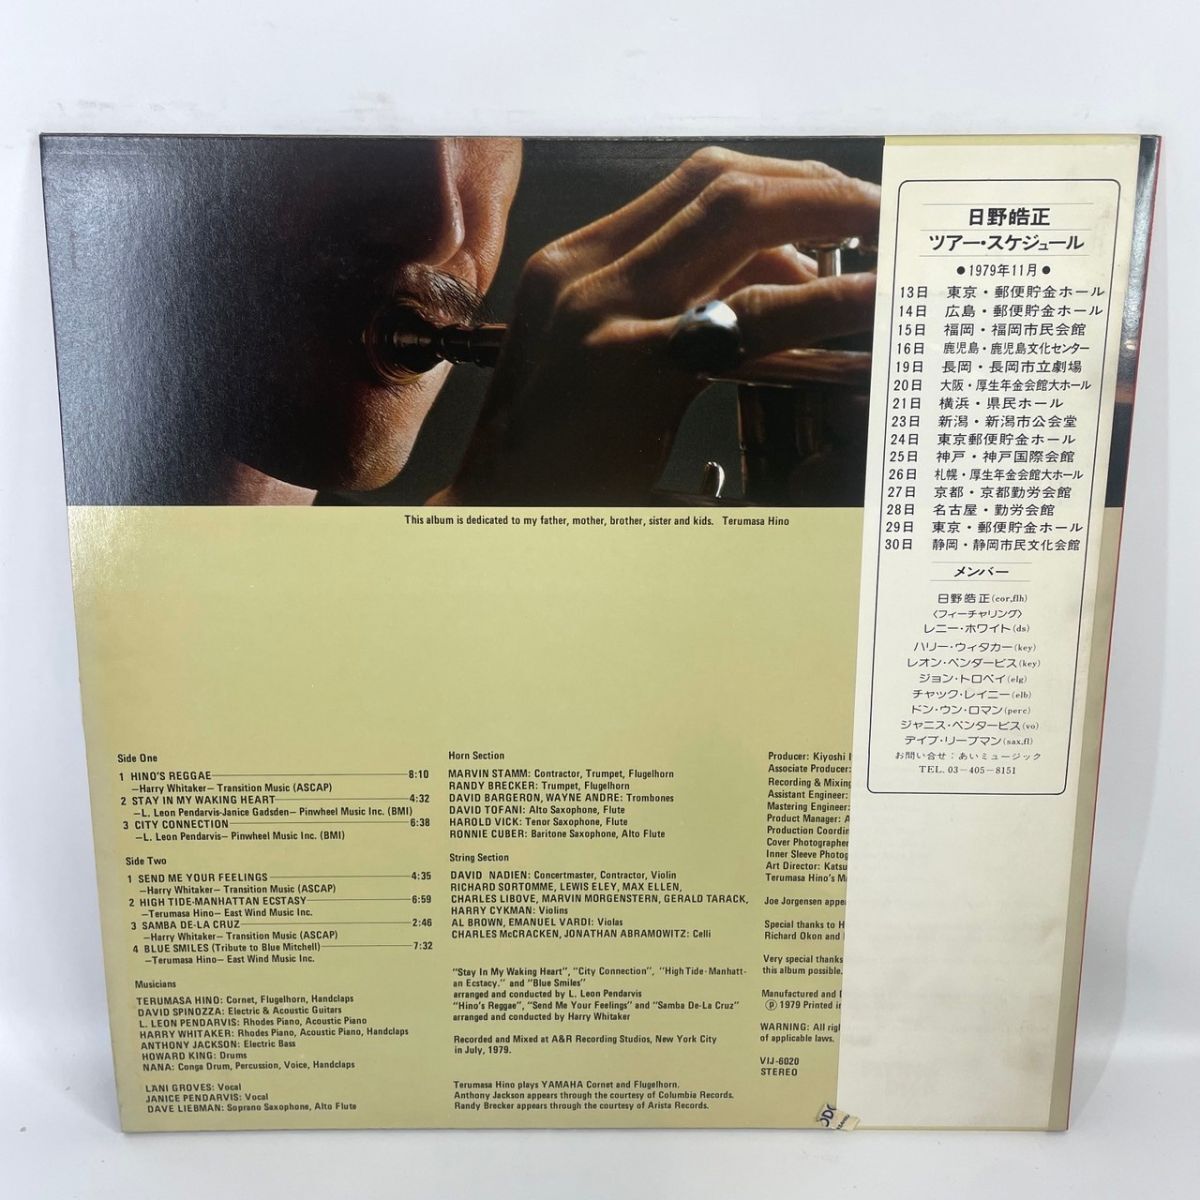 This album is dedicated to my father, mother, brother, sister and kids. Terumasa Hino
Side One
1 HINO'S REGGAE 8:10
—Harry Whitaker— Transition Music (ASCAP)
2 STAY IN MY WAKING HEART 4:32
—L. Leon Pendarvis-Janice Gadsden— Pinwheel Music Inc. (BMI)
3 CITY CONNECTION 6:38
—L. Leon Pendarvis— Pinwheel Music Inc. (BMI)
Side Two
1 SEND ME YOUR FEELINGS 4:35
—Harry Whitaker— Transition Music (ASCAP)
2 HIGH TIDE-MANHATTAN ECSTASY 6:59
—Terumasa Hino— East Wind Music Inc.
3 SAMBA DE-LA CRUZ 2:46
—Harry Whitaker— Transition Music (ASCAP)
4 BLUE SMILES (Tribute to Blue Mitchell) 7:32
—Terumasa Hino— East Wind Music Inc.
Musicians
TERUMASA HINO: Cornet, Flugelhorn, Handclaps
DAVID SPINOZZA: Electric & Acoustic Guitars
L. LEON PENDARVIS: Rhodes Piano, Acoustic Piano
HARRY WHITAKER: Rhodes Piano, Acoustic Piano, Handclaps
ANTHONY JACKSON: Electric Bass
HOWARD KING: Drums
NANA: Conga Drum, Percussion, Voice, Handclaps
LANI GROVES: Vocal
JANICE PENDARVIS: Vocal
DAVE LIEBMAN: Soprano Saxophone, Alto Flute
Horn Section
MARVIN STAMM: Contractor, Trumpet, Flugelhorn
RANDY BRECKER: Trumpet, Flugelhorn
DAVID BARGERON, WAYNE ANDRE: Trombones
DAVID TOFANI: Alto Saxophone, Flute
HAROLD VICK: Tenor Saxophone, Flute
RONNIE CUBER: Baritone Saxophone, Alto Flute
String Section
DAVID NADIEN: Concertmaster, Contractor, Violin
RICHARD SORTOMME, LEWIS ELEY, MAX ELLEN,
CHARLES LIBOVE, MARVIN MORGENSTERN, GERALD TARACK,
HARRY CYKMAN: Violins
AL BROWN, EMANUEL VARDI: Violas
CHARLES McCRACKEN, JONATHAN ABRAMOWITZ: Celli
"Stay In My Waking Heart", "City Connection", "High Tide-Manhatt-
an Ecstacy." and "Blue Smiles"
arranged and conducted by L. Leon Pendarvis
"Hino's Reggae", "Send Me Your Feelings" and "Samba De-La Cruz"
arranged and conducted by Harry Whitaker
Recorded and Mixed at A&R Recording Studios, New York City
in July, 1979.
Terumasa Hino plays YAMAHA Cornet and Flugelhorn.
Anthony Jackson appears through the courtesy of Columbia Records.
Randy Brecker appears through the courtesy of Arista Records.
Producer: Kiyoshi
Associate Producer:
Recording & Mixing
Assistant Engineer:
Mastering Engineer:
Product Manager: A
Production Coordin
Cover Photographer
Inner Sleeve Photog
Art Director: Katsu
Terumasa Hino's M
Joe Jorgensen appea
Special thanks to H
Richard Okon and
Very special thanks
this album possible.
Manufactured and
Ⓟ 1979 Printed in
WARNING: All righ
of applicable laws.
VIJ-6020
STEREO
日野皓正
ツアー・スケジュール
●1979年11月●
13日 東京・郵便貯金ホール
14日 広島・郵便貯金ホール
15日 福岡・福岡市民会館
16日 鹿児島・鹿児島文化センター
19日 長岡・長岡市立劇場
20日 大阪・厚生年金会館大ホール
21日 横浜・県民ホール
23日 新潟・新潟市公会堂
24日 東京郵便貯金ホール
25日 神戸・神戸国際会館
26日 札幌・厚生年金会館大ホール
27日 京都・京都勤労会館
28日 名古屋・勤労会館
29日 東京・郵便貯金ホール
30日 静岡・静岡市民文化会館
メンバー
日野皓正(cor,flh)
〈フィーチャリング〉
レニー・ホワイト(ds)
ハリー・ウィタカー(key)
レオン・ペンダービス(key)
ジョン・トロペイ(elg)
チャック・レイニー(elb)
ドン・ウン・ロマン(perc)
ジャニス・ペンタービス(vo)
デイブ・リーブマン(sax,fl)
お問い合せ:あいミュージック
TEL.03-405-8151